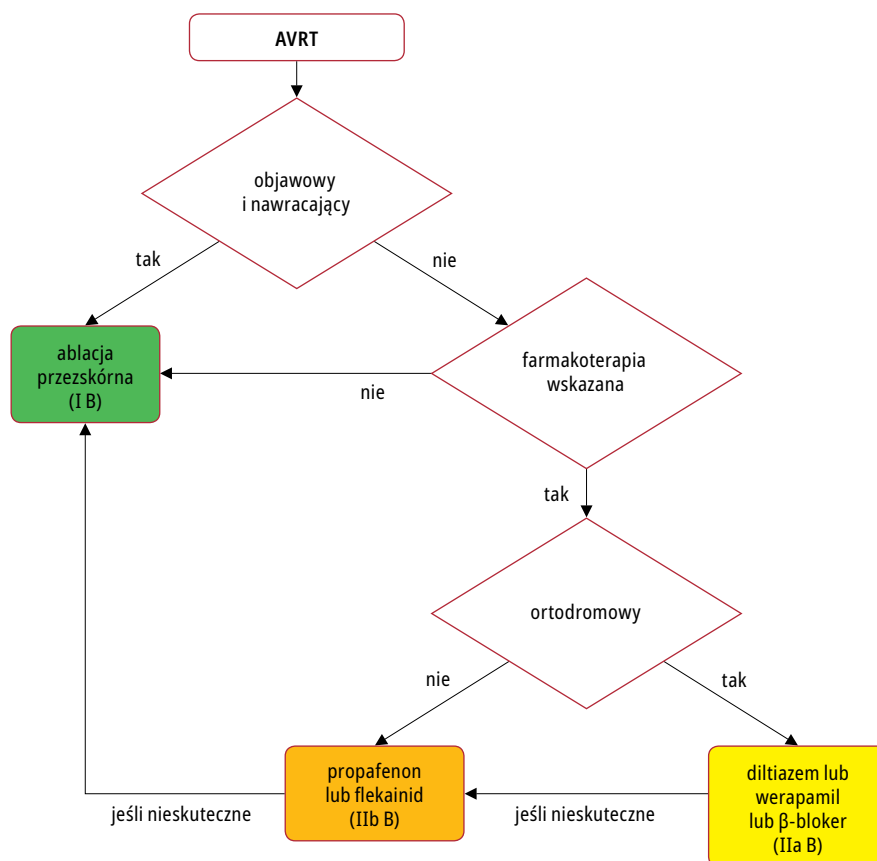 AVRT
objawowy
i nawracający
tak
nie
ablacja
przezskórna
(I B)
nie
farmakoterapia
wskazana
tak
ortodromowy
nie
tak
propafenon
lub flekainid
(IIb B)
diltiazem lub
werapamil
lub β-bloker
(IIa B)
jeśli nieskuteczne
jeśli nieskuteczne